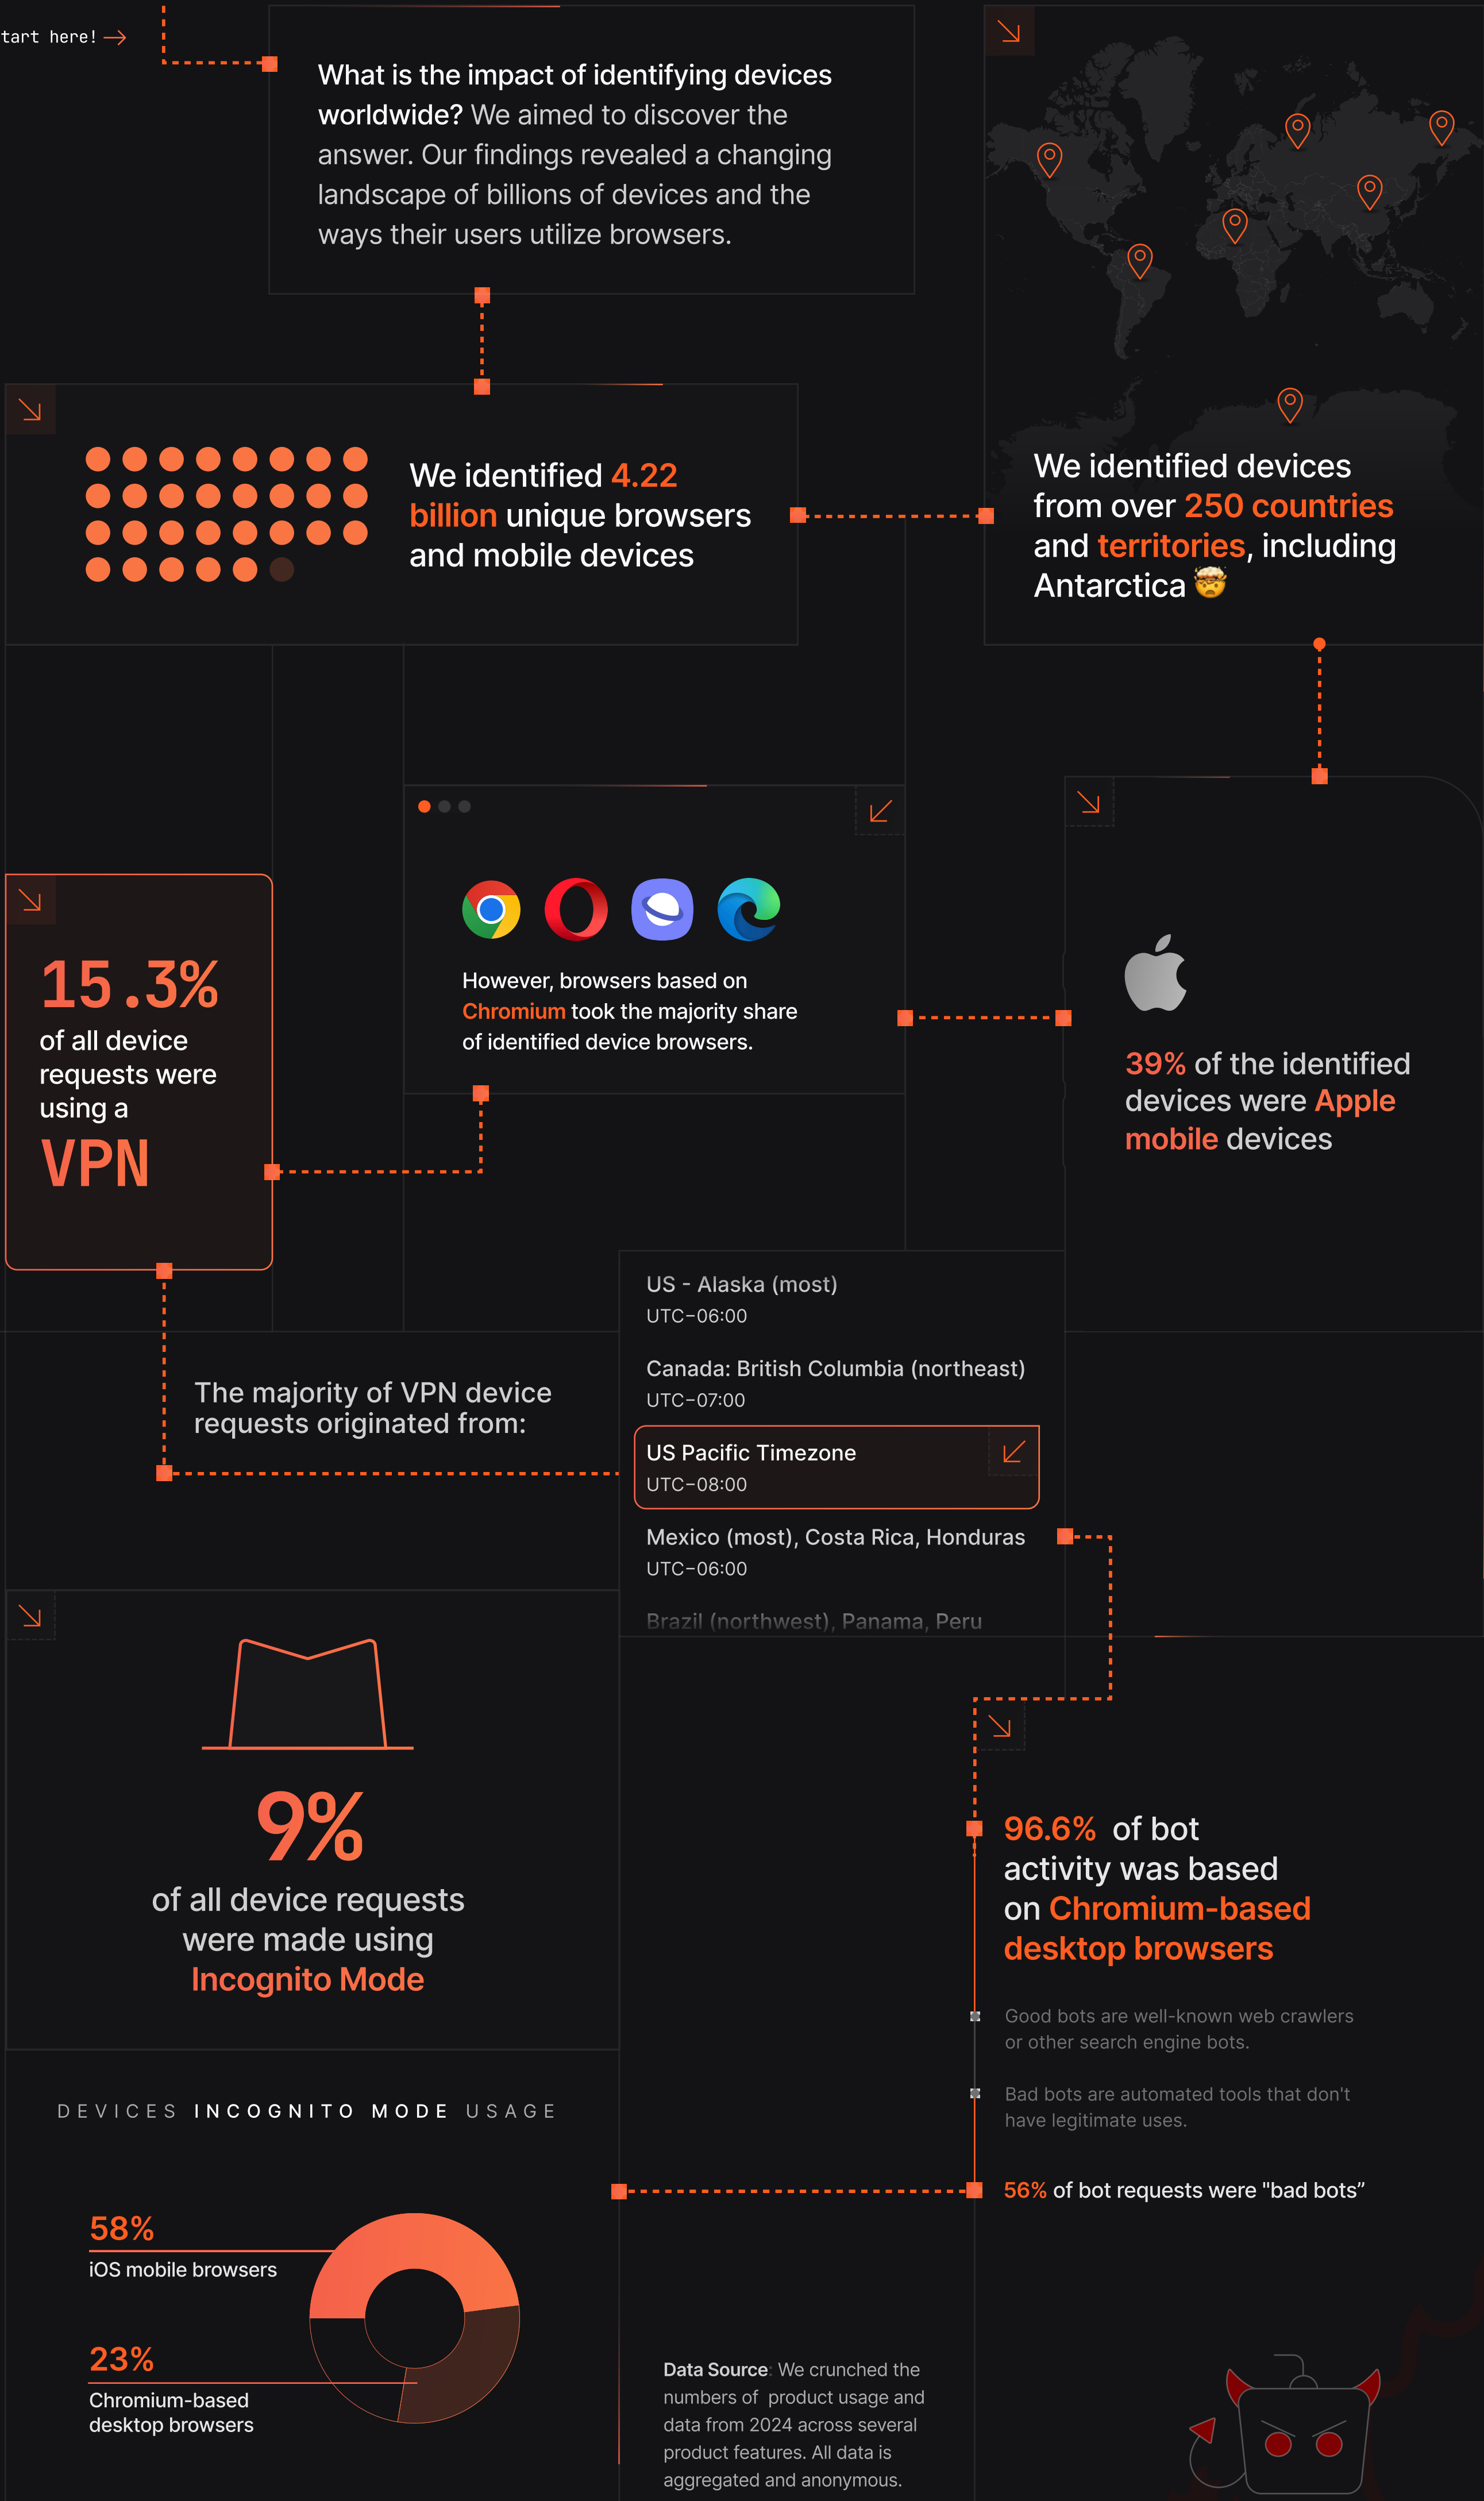 tart here!
What is the impact of identifying devices
worldwide? We aimed to discover the
answer. Our findings revealed a changing
landscape of billions of devices and the
ways their users utilize browsers.
We identified 4.22
billion unique browsers
and mobile devices
We identified devices
from over 250 countries
and territories, including
Antarctica 🤯
However, browsers based on
Chromium took the majority share
of identified device browsers.
39% of the identified
devices were Apple
mobile devices
15.3%
of all device
requests were
using a
VPN
The majority of VPN device
requests originated from:
US - Alaska (most)
UTC−06:00
Canada: British Columbia (northeast)
UTC−07:00
US Pacific Timezone
UTC−08:00
Mexico (most), Costa Rica, Honduras
UTC−06:00
Brazil (northwest), Panama, Peru
9%
of all device requests
were made using
Incognito Mode
96.6% of bot
activity was based
on Chromium-based
desktop browsers
Good bots are well-known web crawlers
or other search engine bots.
Bad bots are automated tools that don't
have legitimate uses.
56% of bot requests were "bad bots”
DEVICES INCOGNITO MODE USAGE
58%
iOS mobile browsers
23%
Chromium-based
desktop browsers
Data Source: We crunched the
numbers of product usage and
data from 2024 across several
product features. All data is
aggregated and anonymous.